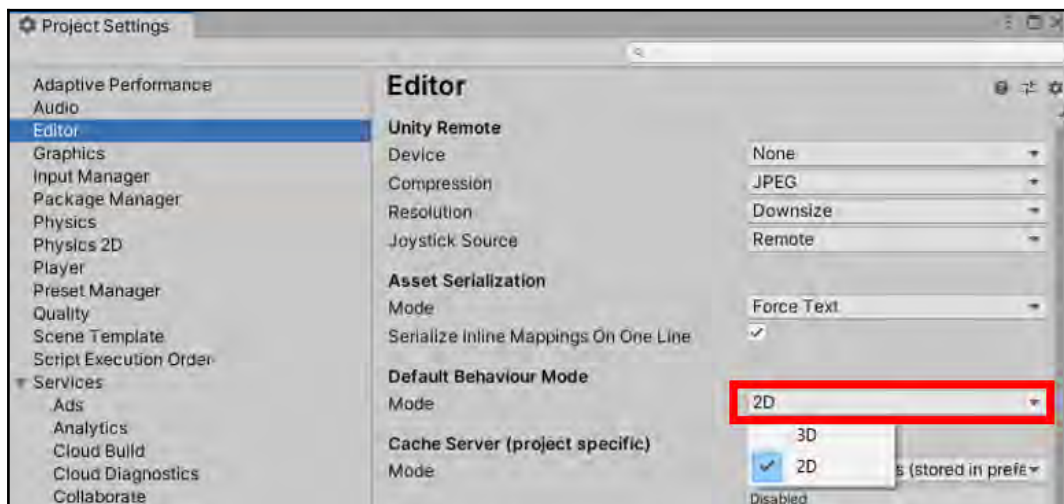 Project Settings
Adaptive Performance
Audio
Editor
Graphics
Input Manager
Package Manager
Physics
Physics 2D
Player
Preset Manager
Quality
Scene Template
Script Execution Order
Services
Ads
Analytics
Cloud Build
Cloud Diagnostics
Collaborate
Editor
Unity Remote
Device None
Compression JPEG
Resolution Downsize
Joystick Source Remote
Asset Serialization
Mode Force Text
Serialize Inline Mappings On One Line
Default Behaviour Mode
Mode 2D
3D
2D
Cache Server (project specific)
Mode s (stored in prefe
Disabled